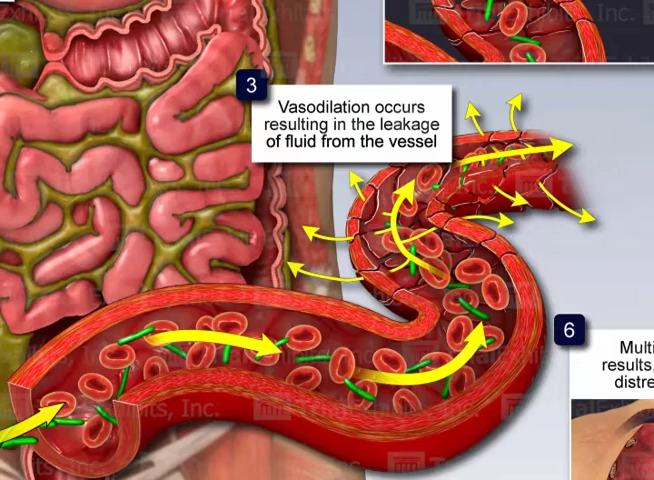 3
Vasodilation occurs
resulting in the leakage
of fluid from the vessel
6
Multi
results,
distre